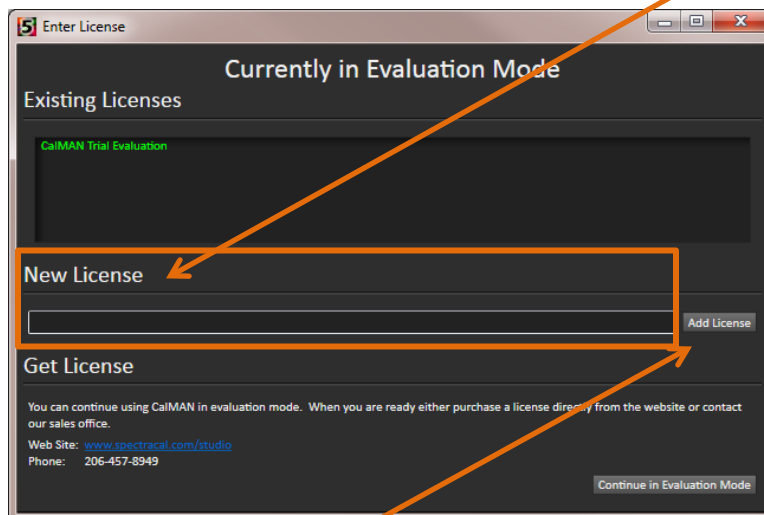 5 Enter License
Currently in Evaluation Mode
Existing Licenses
CalMAN Trial Evaluation
New License
Add License
Get License
You can continue using CalMAN in evaluation mode.  When you are ready either purchase a license directly from the website or contact
our sales office.
Web Site: www.spectracal.com/studio
Phone: 206-457-8949
Continue in Evaluation Mode